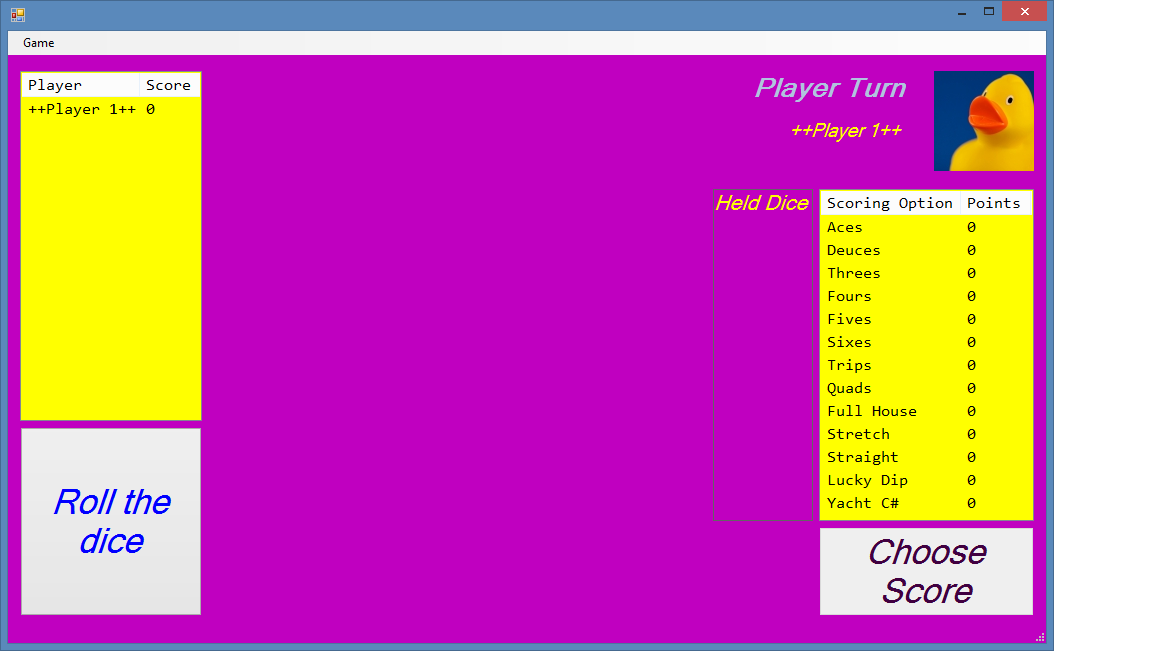 Game
Player Score
++Player 1++ 0
Player Turn
++Player 1++
Held Dice
Scoring Option Points
Aces 0
Deuces 0
Threes 0
Fours 0
Fives 0
Sixes 0
Trips 0
Quads 0
Full House 0
Stretch 0
Straight 0
Lucky Dip 0
Yacht C# 0
Roll the
dice
Choose
Score